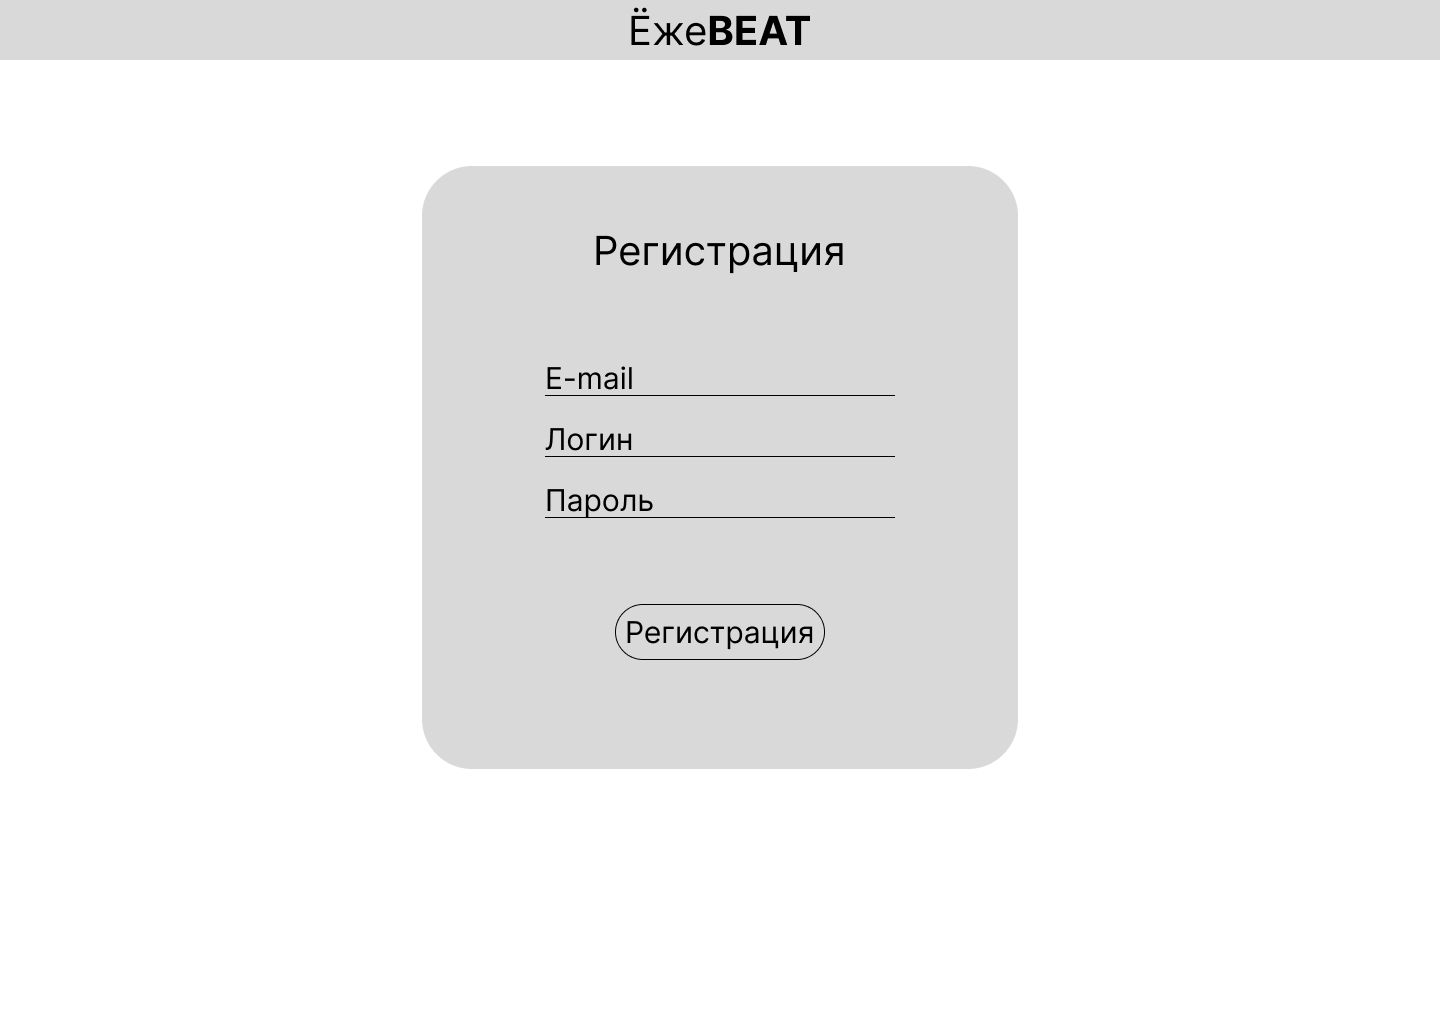 ЁжеBEAT
Регистрация
E-mail
Логин
Пароль
Регистрация